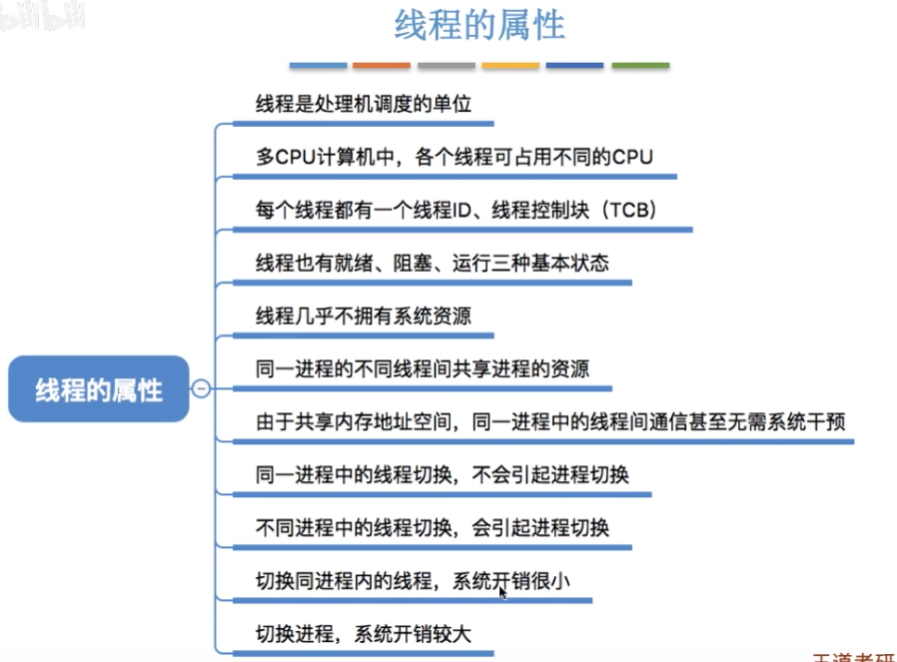 bilibili
线程的属性
线程是处理机调度的单位
多CPU计算机中，各个线程可占用不同的CPU
每个线程都有一个线程ID、线程控制块（TCB）
线程也有就绪、阻塞、运行三种基本状态
线程几乎不拥有系统资源
线程的属性
同一进程的不同线程间共享进程的资源
由于共享内存地址空间，同一进程中的线程间通信甚至无需系统干预
同一进程中的线程切换，不会引起进程切换
不同进程中的线程切换，会引起进程切换
切换同进程内的线程，系统开销很小
切换进程，系统开销较大
王道考研